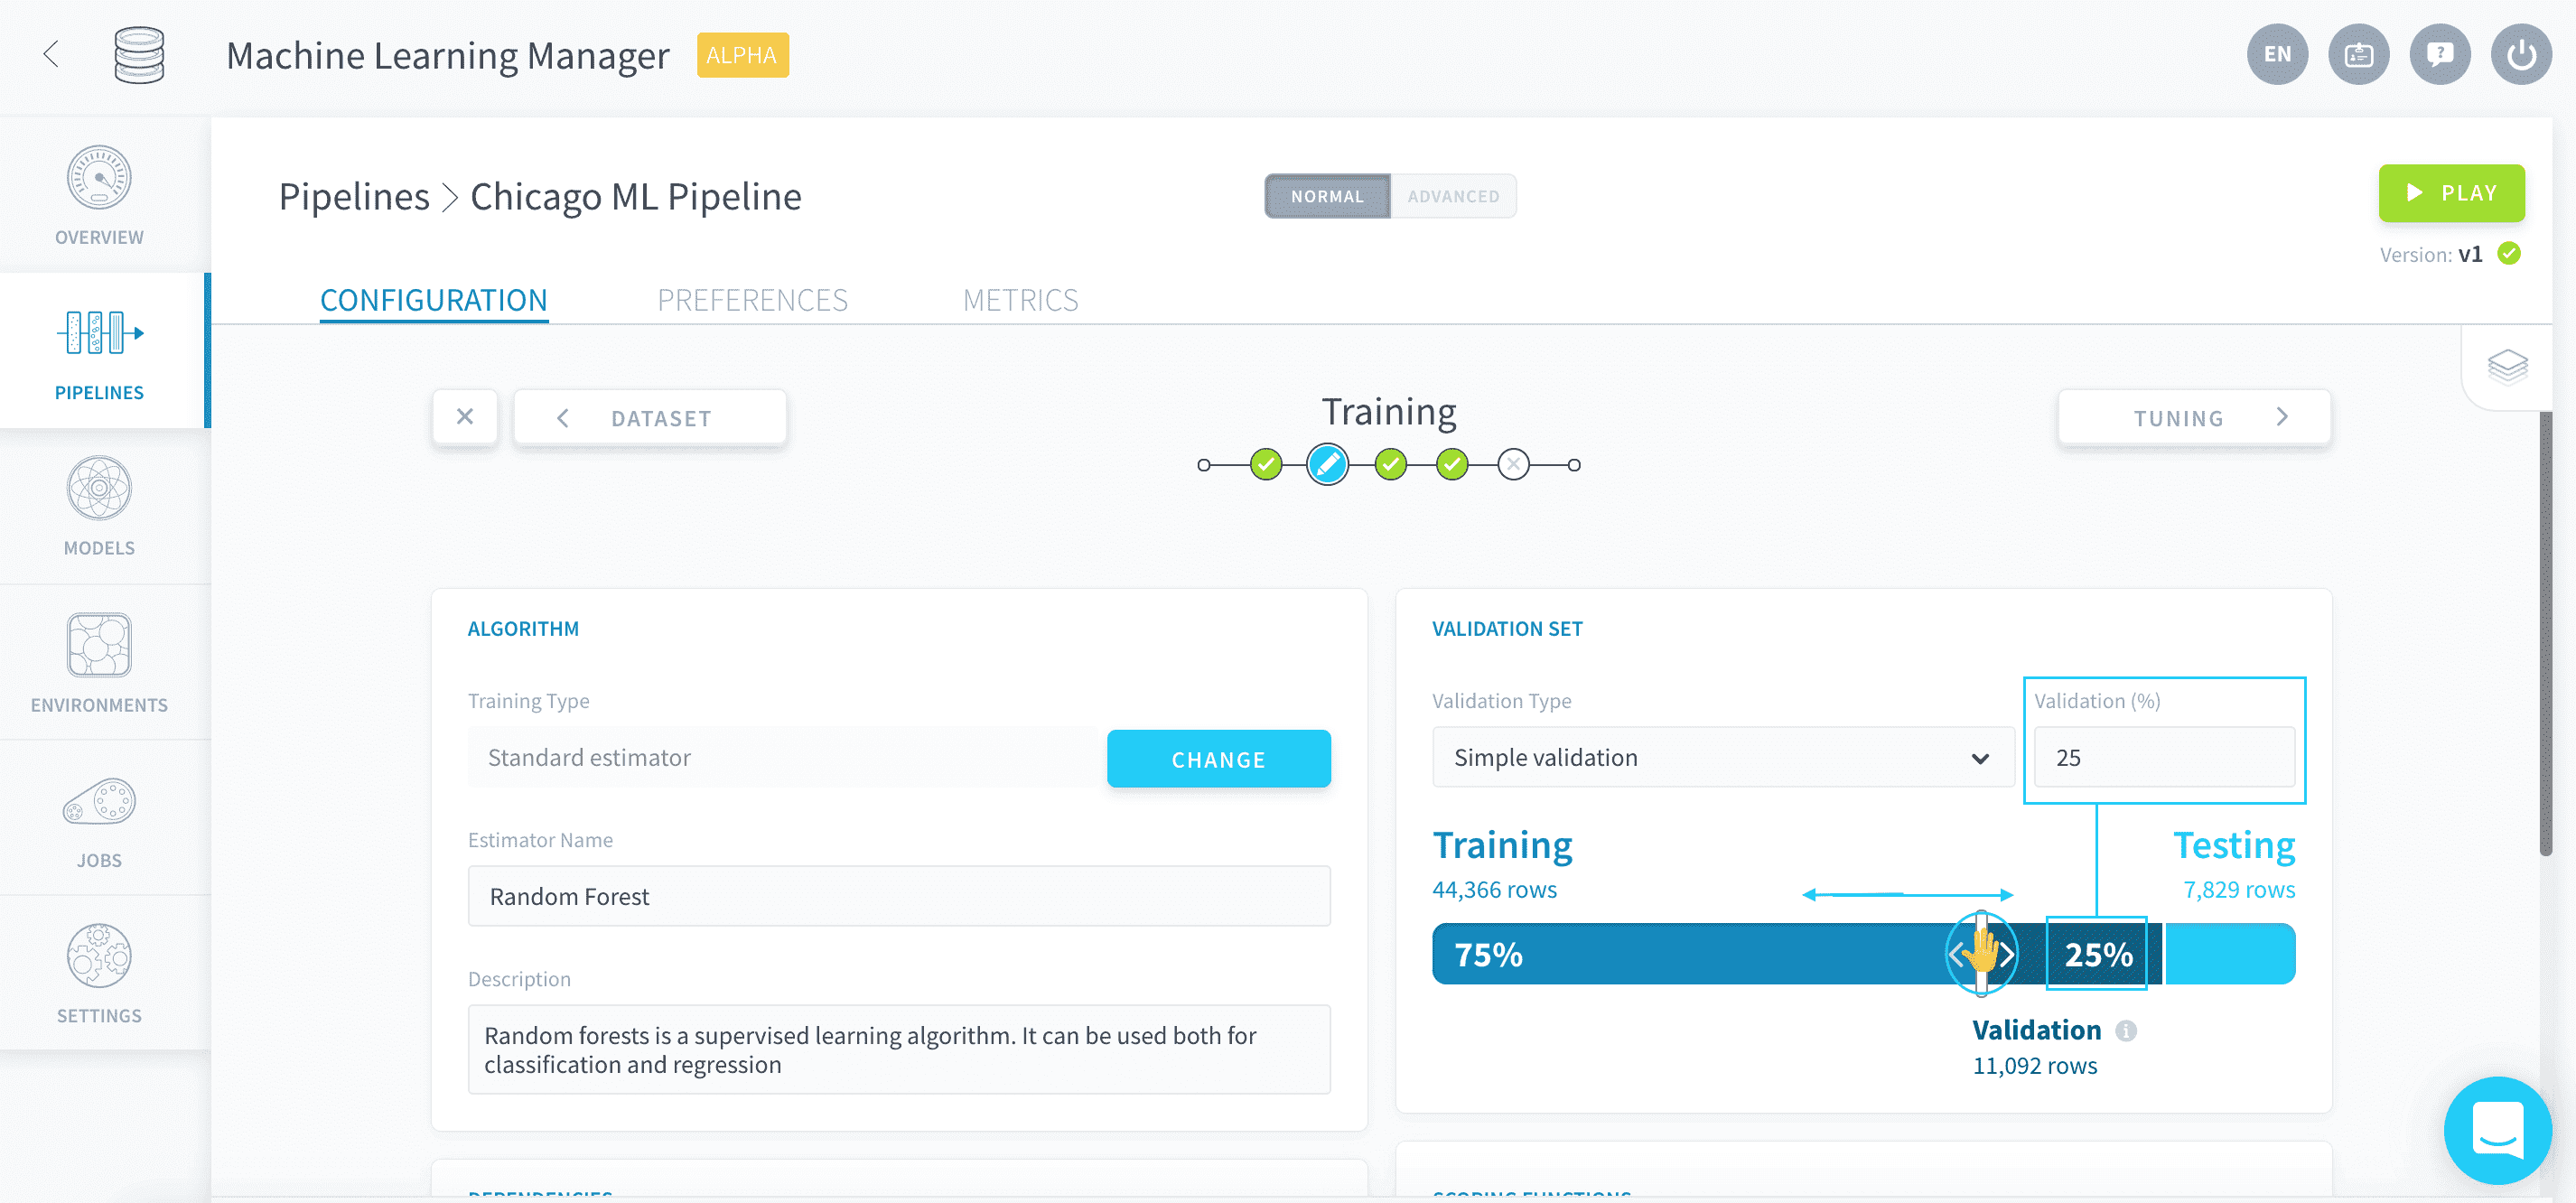 Machine Learning Manager
ALPHA
EN
?
OVERVIEW
PIPELINES
MODELS
ENVIRONMENTS
JOBS
SETTINGS
Pipelines > Chicago ML Pipeline
NORMAL
ADVANCED
PLAY
Version: v1
CONFIGURATION
PREFERENCES
METRICS
DATASET
Training
TUNING
ALGORITHM
Training Type
Standard estimator
CHANGE
Estimator Name
Random Forest
Description
Random forests is a supervised learning algorithm. It can be used both for
classification and regression
VALIDATION SET
Validation Type
Simple validation
Validation (%)
25
Training
44,366 rows
Testing
7,829 rows
75%
25%
Validation
11,092 rows
DEPENDENCIES
SCORING FUNCTIONS